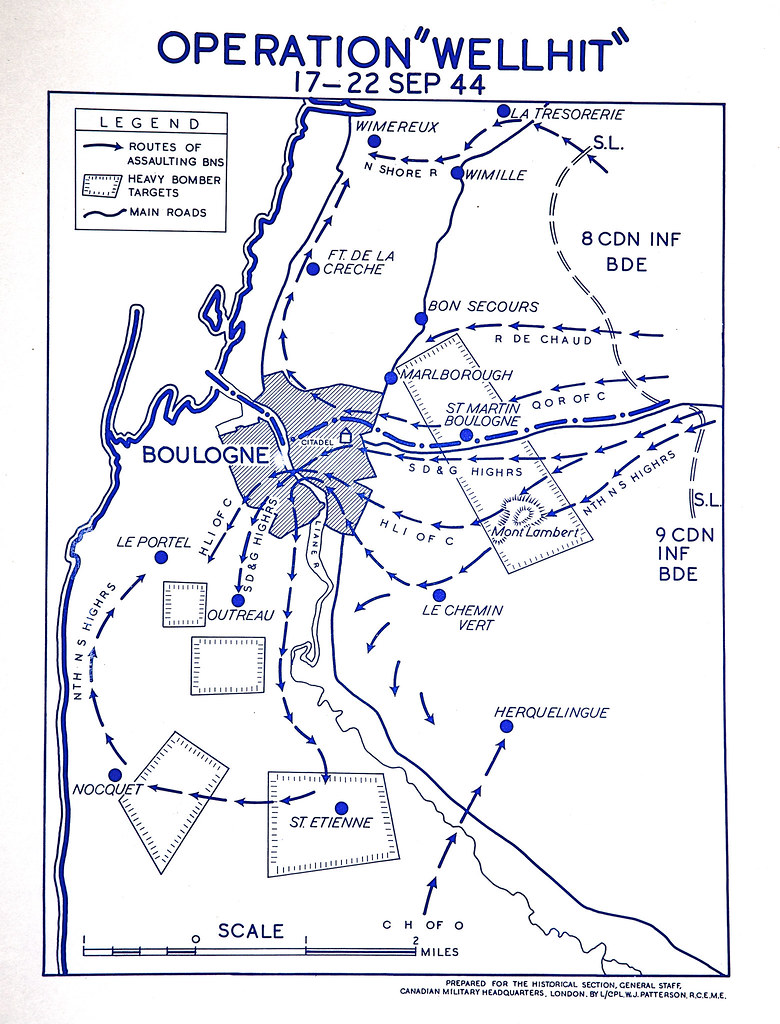 OPERATION "WELLHIT"
17-22 SEP 44
LEGEND
ROUTES OF
ASSAULTING BNS
HEAVY BOMBER
TARGETS
MAIN ROADS
LA TRESORERIE
WIMEREUX
S.L.
N SHORE R
WIMILLE
8 CDN INF
BDE
FT. DE LA
CRECHE
BON SECOURS
R DE CHAUD
MARLBOROUGH
QOR OF C
ST MARTIN
BOULOGNE
CITADEL
BOULOGNE
S D & G HIGHRS
NTH N S HIGHRS
S.L.
H L I OF C
Mont Lambert
9 CDN
INF
BDE
LE PORTEL
H L I OF C
S D & G HIGHRS
LIANE R
OUTREAU
LE CHEMIN
VERT
NTH N S HIGHRS
HERQUELINGUE
NOCQUET
ST. ETIENNE
C H OF O
SCALE
1 0 1 2
MILES
PREPARED FOR THE HISTORICAL SECTION, GENERAL STAFF,
CANADIAN MILITARY HEADQUARTERS, LONDON. BY L/CPL.W.J. PATTERSON, R.C.E.M.E.